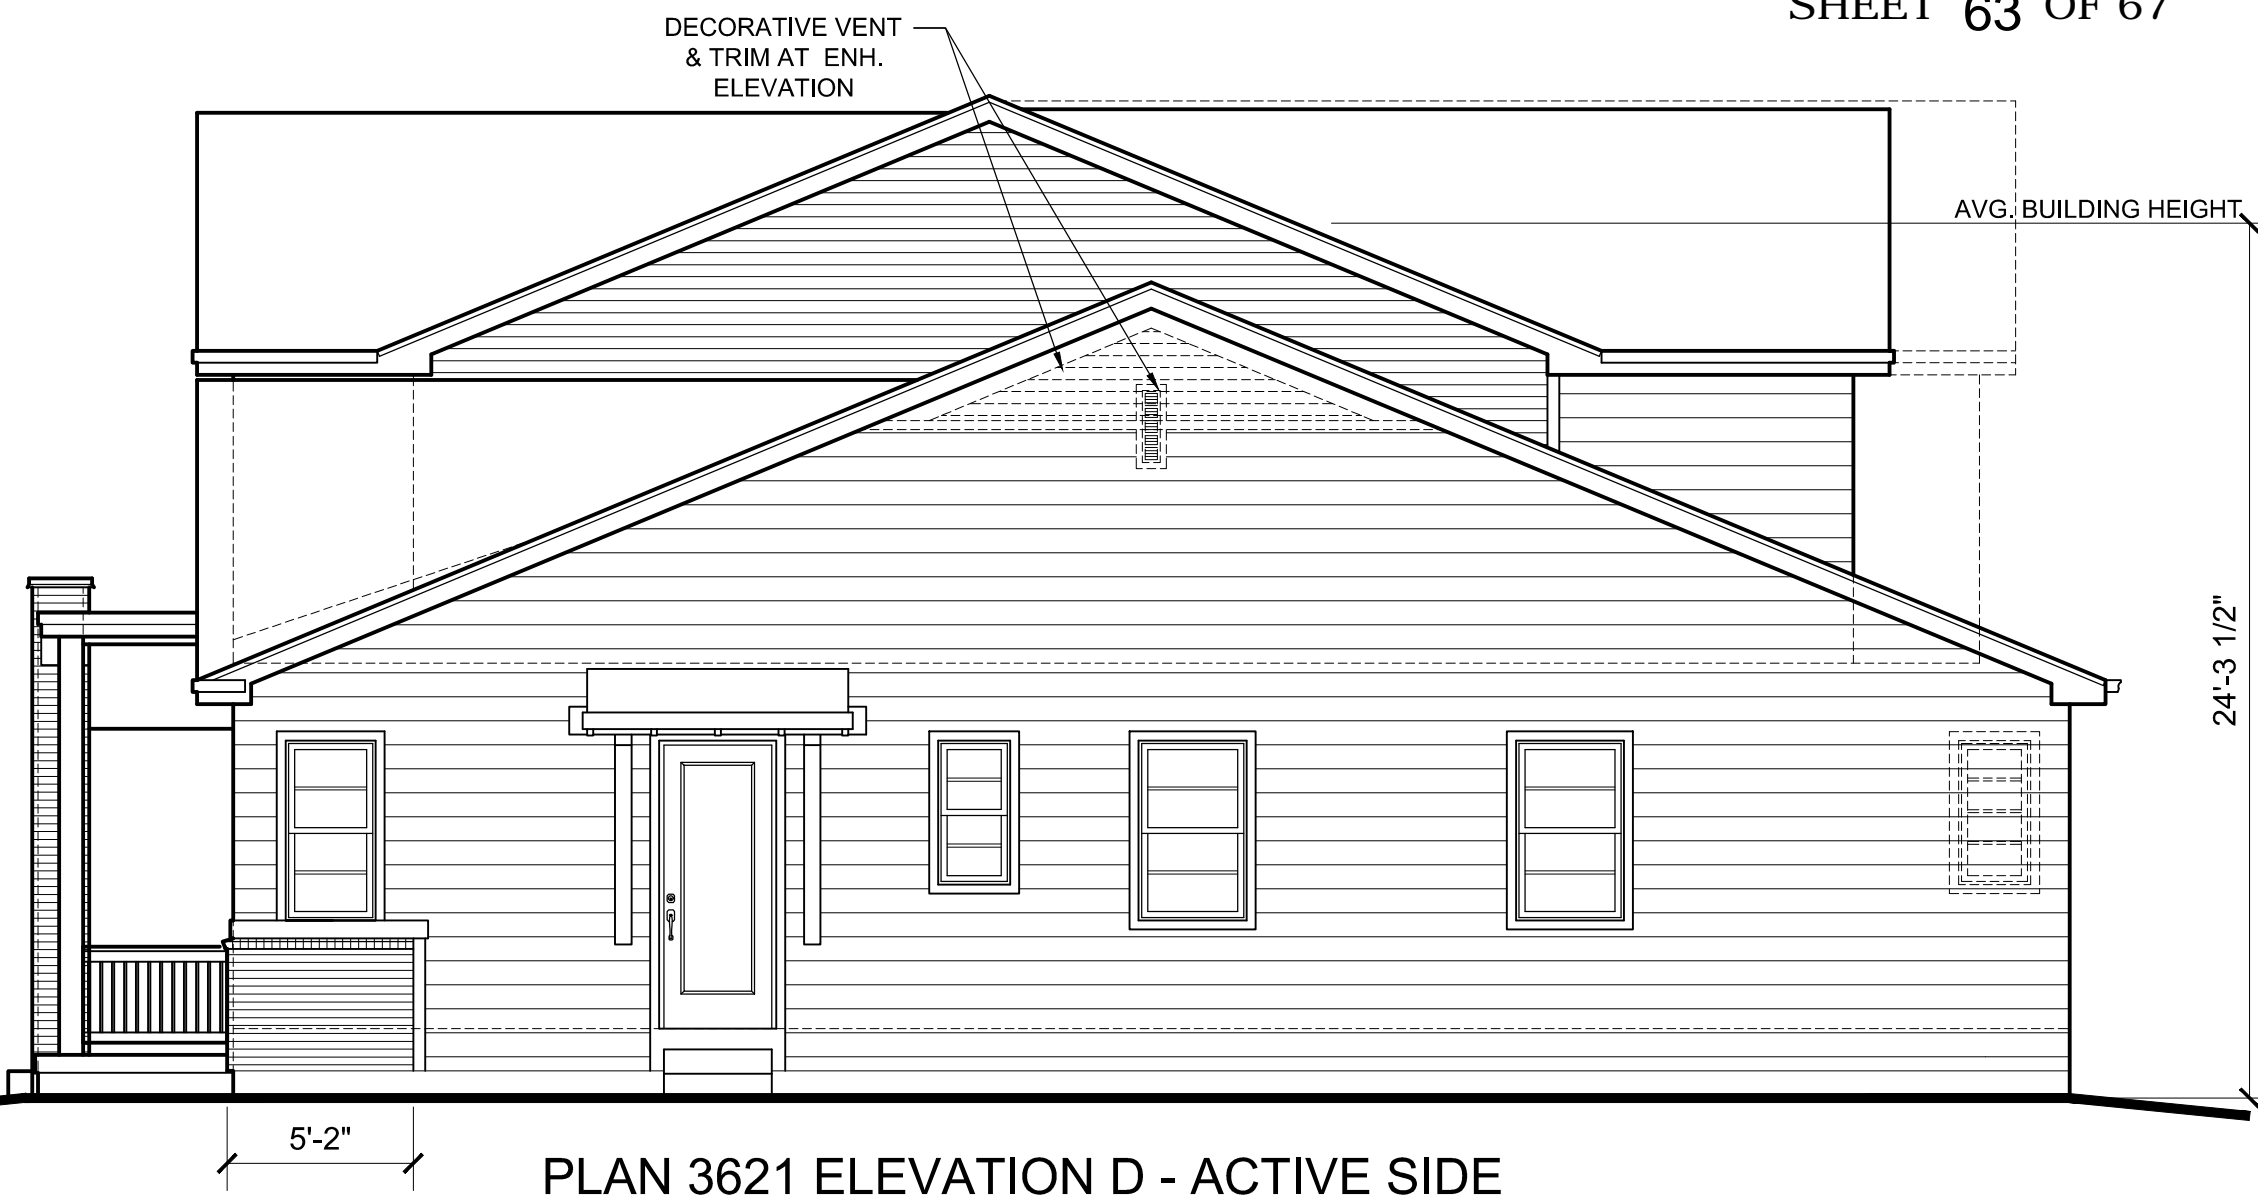 SHEET 63 OF 67
DECORATIVE VENT
& TRIM AT ENH.
ELEVATION
AVG. BUILDING HEIGHT
24'-3 1/2"
5'-2"
PLAN 3621 ELEVATION D - ACTIVE SIDE